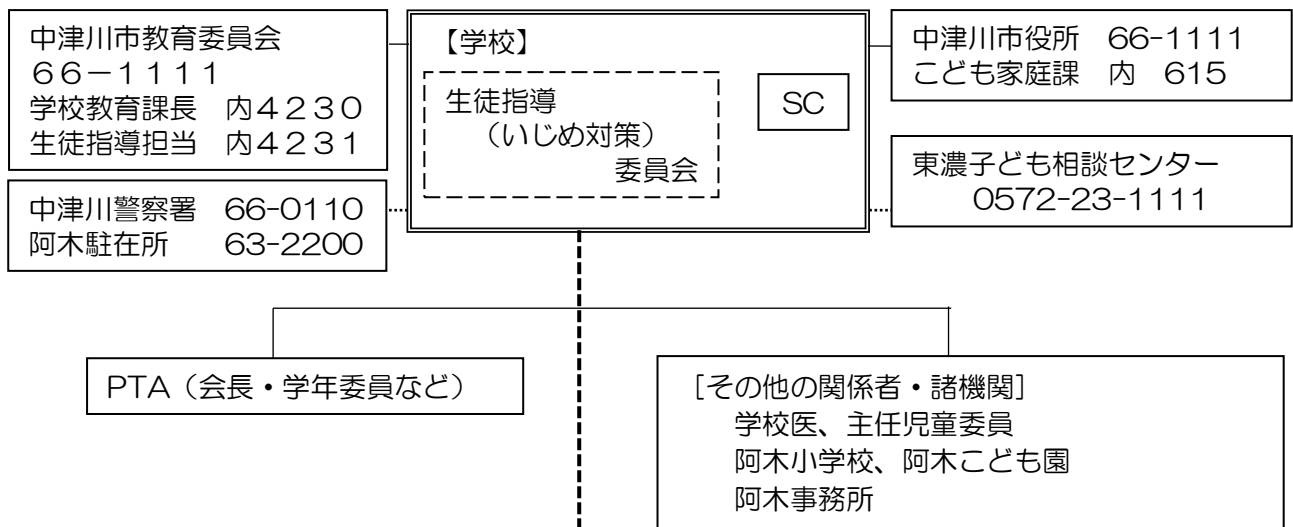 中津川市教育委員会
６６－１１１１
学校教育課長　内４２３０
生徒指導担当　内４２３１
中津川警察署　66-0110
阿木駐在所　　63-2200
【学校】
生徒指導
（いじめ対策）
委員会
SC
中津川市役所　66-1111
こども家庭課　内　615
東濃子ども相談センター
0572-23-1111
PTA（会長・学年委員など）
［その他の関係者・諸機関］
学校医、主任児童委員
阿木小学校、阿木こども園
阿木事務所